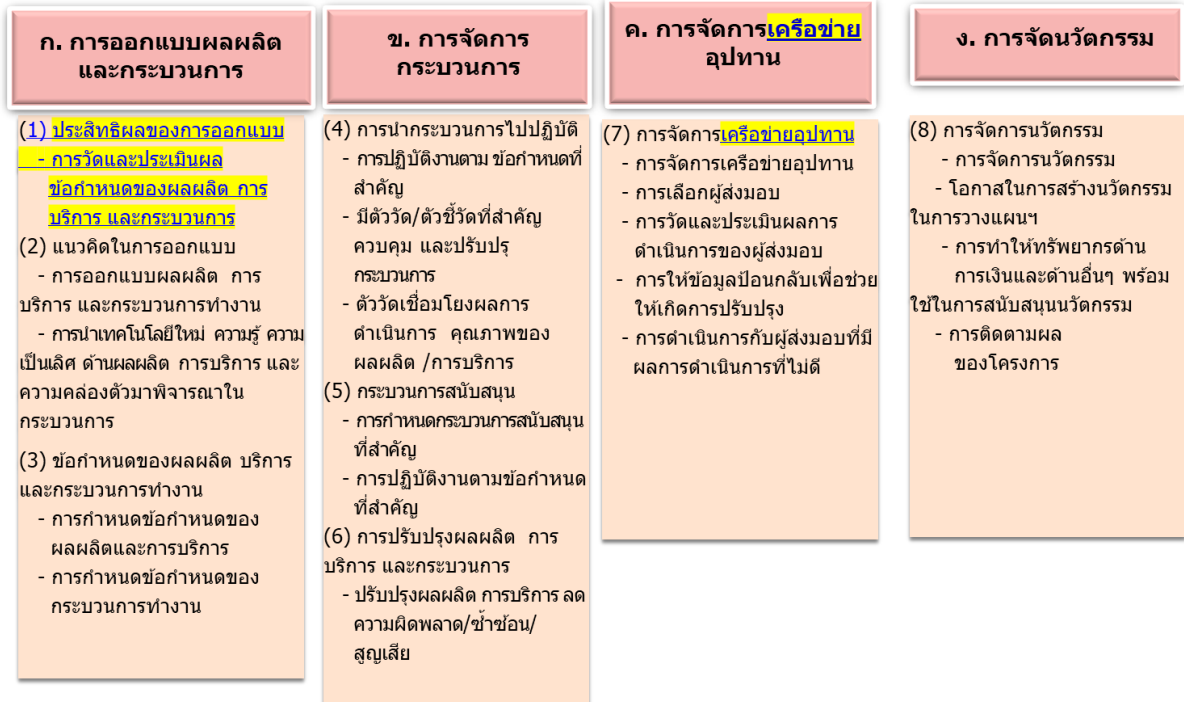 ก. การออกแบบผลผลิต
และกระบวนการ
(1) ประสิทธิผลของการออกแบบ
- การวัดและประเมินผล
ข้อกำหนดของผลผลิต การ
บริการ และกระบวนการ
(2) แนวคิดในการออกแบบ
- การออกแบบผลผลิต การ
บริการ และกระบวนการทำงาน
- การนำเทคโนโลยีใหม่ ความรู้ ความ
เป็นเลิศ ด้านผลผลิต การบริการ และ
ความคล่องตัวมาพิจารณาใน
กระบวนการ
(3) ข้อกำหนดของผลผลิต บริการ
และกระบวนการทำงาน
- การกำหนดข้อกำหนดของ
ผลผลิตและการบริการ
- การกำหนดข้อกำหนดของ
กระบวนการทำงาน
ข. การจัดการ
กระบวนการ
(4) การนำกระบวนการไปปฏิบัติ
- การปฏิบัติงานตาม ข้อกำหนดที่
สำคัญ
- มีตัววัด/ตัวชี้วัดที่สำคัญ
ควบคุม และปรับปรุ
กระบวนการ
- ตัววัดเชื่อมโยงผลการ
ดำเนินการ คุณภาพของ
ผลผลิต /การบริการ
(5) กระบวนการสนับสนุน
- การกำหนดกระบวนการสนับสนุน
ที่สำคัญ
- การปฏิบัติงานตามข้อกำหนด
ที่สำคัญ
(6) การปรับปรุงผลผลิต การ
บริการ และกระบวนการ
- ปรับปรุงผลผลิต การบริการ ลด
ความผิดพลาด/ซ้ำซ้อน/
สูญเสีย
ค. การจัดการเครือข่าย
อุปทาน
(7) การจัดการเครือข่ายอุปทาน
- การจัดการเครือข่ายอุปทาน
- การเลือกผู้ส่งมอบ
- การวัดและประเมินผลการ
ดำเนินการของผู้ส่งมอบ
- การให้ข้อมูลป้อนกลับเพื่อช่วย
ให้เกิดการปรับปรุง
- การดำเนินการกับผู้ส่งมอบที่มี
ผลการดำเนินการที่ไม่ดี
ง. การจัดนวัตกรรม
(8) การจัดการนวัตกรรม
- การจัดการนวัตกรรม
- โอกาสในการสร้างนวัตกรรม
ในการวางแผนฯ
- การทำให้ทรัพยากรด้าน
การเงินและด้านอื่นๆ พร้อม
ใช้ในการสนับสนุนนวัตกรรม
- การติดตามผล
ของโครงการ